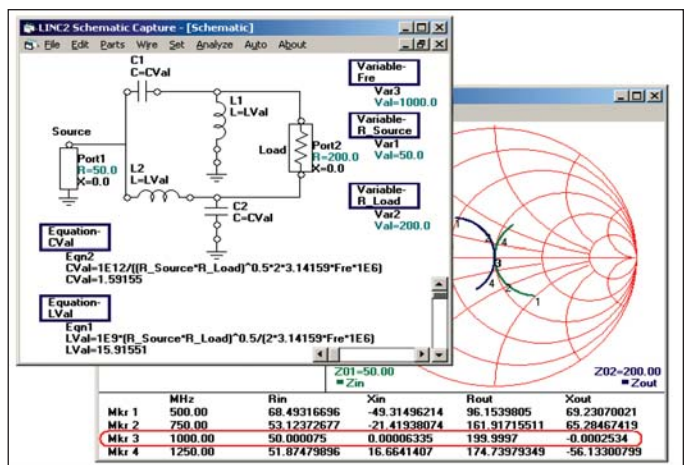 LINC2 Schematic Capture - [Schematic]
File Edit Parts Wire Set Analyze Auto About
C1
C=CVal
L1
L=LVal
Source
Port1
R=50.0
X=0.0
Load
Port2
R=200.0
X=0.0
L2
L=LVal
C2
C=CVal
Variable-
Fre
Var3
Val=1000.0
Variable-
R_Source
Var1
Val=50.0
Variable-
R_Load
Var2
Val=200.0
Equation-
CVal
Eqn2
CVal=1E12/((R_Source*R_Load)^0.5*2*3.14159*Fre*1E6)
CVal=1.59155
Equation-
LVal
Eqn1
LVal=1E9*(R_Source*R_Load)^0.5/(2*3.14159*Fre*1E6)
LVal=15.91551
1 2 4
3
4 2 1
Z01=50.00
Zin
Z02=200.00
Zout
MHz Rin Xin Rout Xout
Mkr 1 500.00 68.49316696 -49.31496214 96.1539805 69.23070021
Mkr 2 750.00 53.12372677 -21.41938074 161.91715511 65.28467419
Mkr 3 1000.00 50.000075 0.00006335 199.9997 -0.0002534
Mkr 4 1250.00 51.87479896 16.6641407 174.73979349 -56.13300799